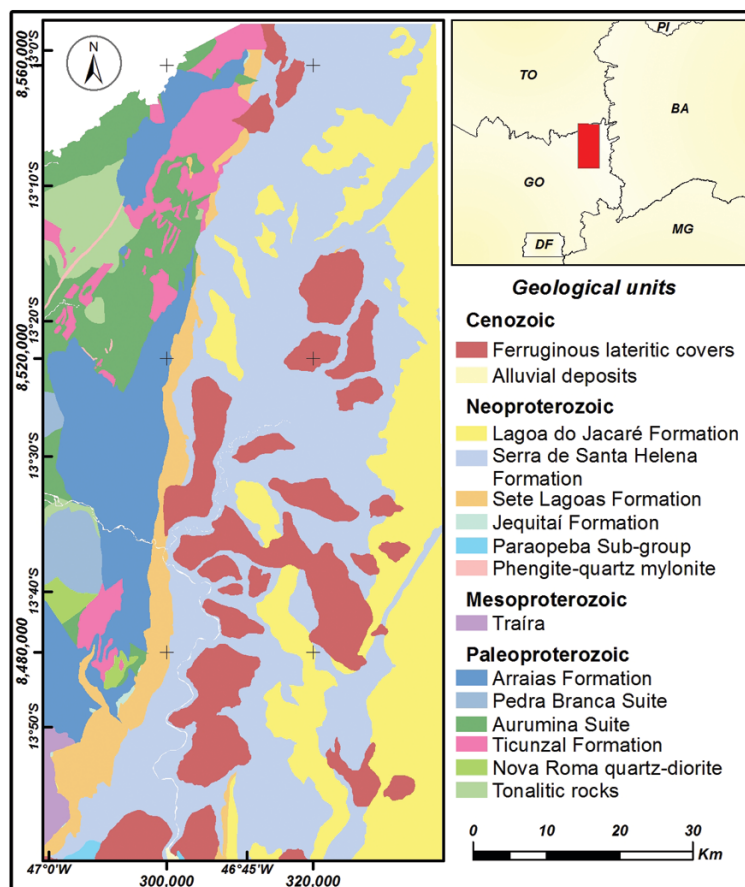 N
8,560,000
13°0'S
13°10'S
13°20'S
8,520,000
13°30'S
13°40'S
8,480,000
13°50'S
47°0'W
300,000
46°45'W
320,000
PI
TO
BA
GO
DF
MG
Geological units
Cenozoic
Ferruginous lateritic covers
Alluvial deposits
Neoproterozoic
Lagoa do Jacaré Formation
Serra de Santa Helena
Formation
Sete Lagoas Formation
Jequitaí Formation
Paraopeba Sub-group
Phengite-quartz mylonite
Mesoproterozoic
Traíra
Paleoproterozoic
Arraias Formation
Pedra Branca Suite
Aurumina Suite
Ticunzal Formation
Nova Roma quartz-diorite
Tonalitic rocks
0 10 20 30
Km